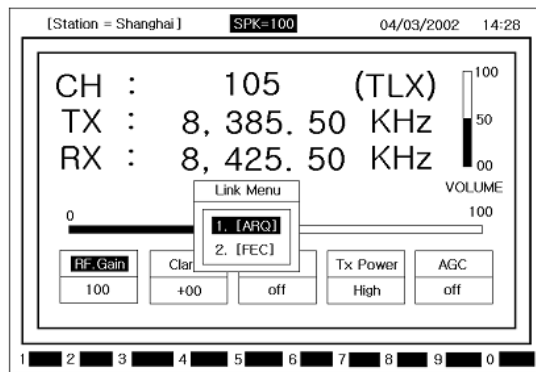 [Station = Shanghai] SPK=100 04/03/2002 14:28
CH : 105 (TLX)
TX : 8, 385. 50 KHz
RX : 8, 425. 50 KHz
100
50
00
VOLUME
Link Menu
1. [ARQ]
2. [FEC]
0 100
RF.Gain Clar Tx Power AGC
100 +00 off High off
1 2 3 4 5 6 7 8 9 0